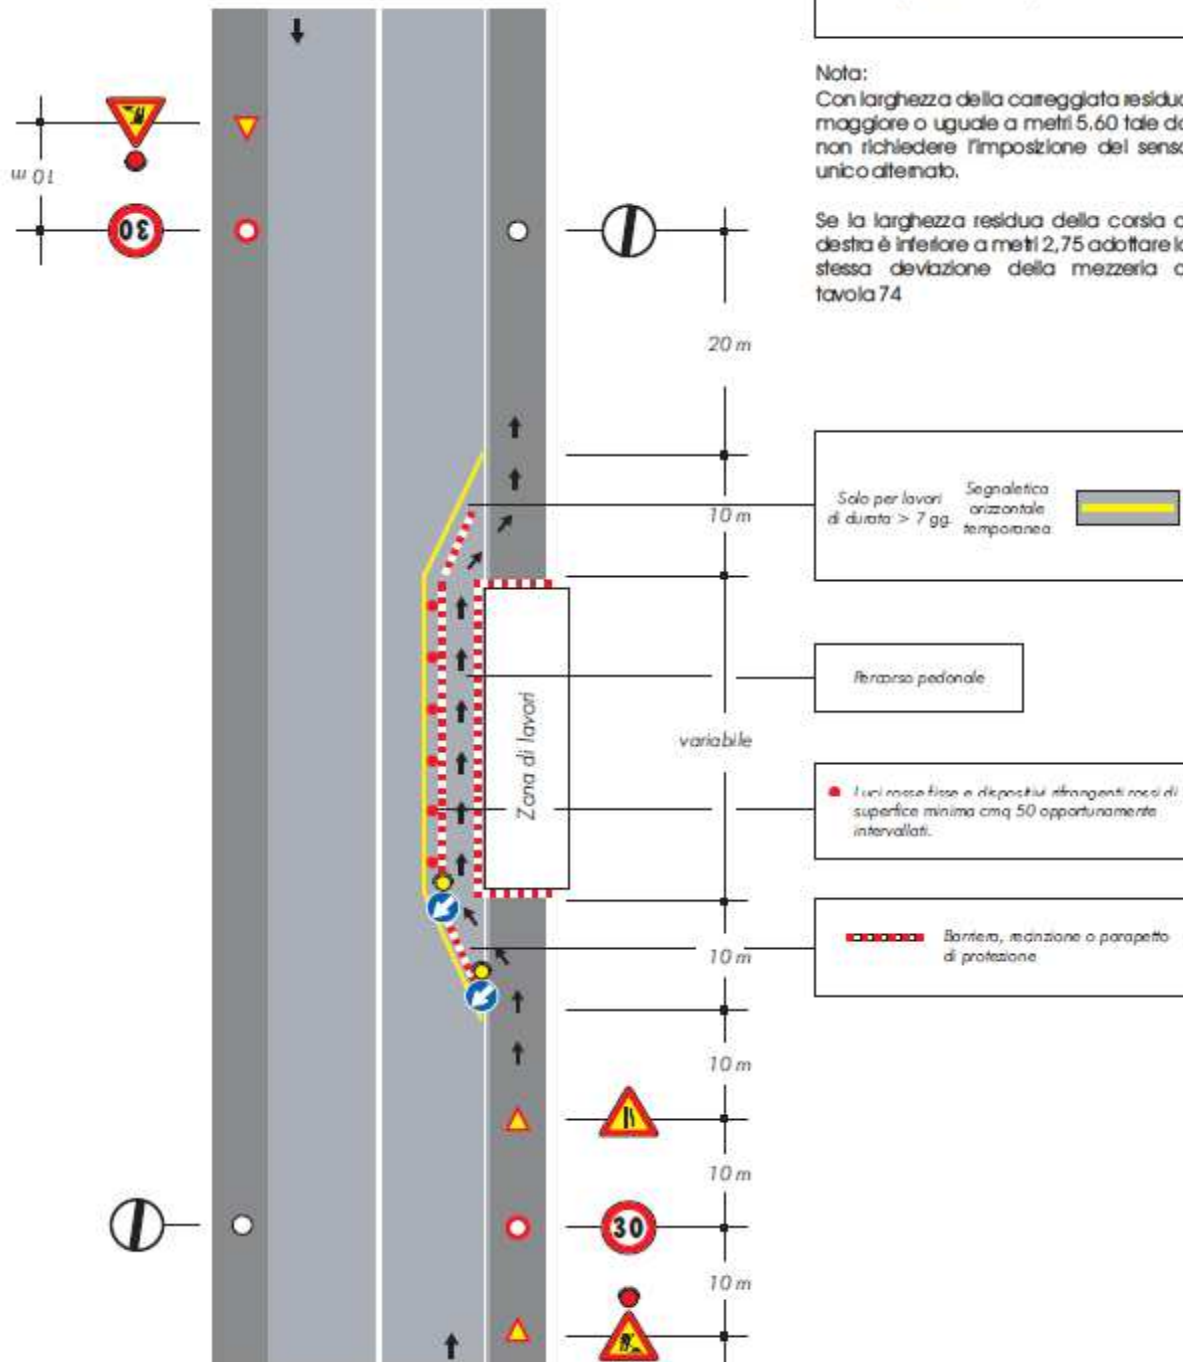 Nota:
Con larghezza della carreggiata residua
maggiore o uguale a metri 5.60 tale da
non richiedere l'imposizione del senso
unico alternato.
Se la larghezza residua della corsia di
destra è inferiore a metri 2,75 adottare la
stessa deviazione della mezzeria di
tavola 74
10 m
30
20 m
10 m
Solo per lavori
di durata > 7 gg.
Segnaletica
orizzontale
temporanea
Percorso pedonale
variabile
Zona di lavori
Luci rosse fisse e dispositivi rifrangenti rossi di
superfice minima cmq 50 opportunamente
intervallati.
Barriera, recinzione o parapetto
di protezione
10 m
10 m
10 m
30
10 m